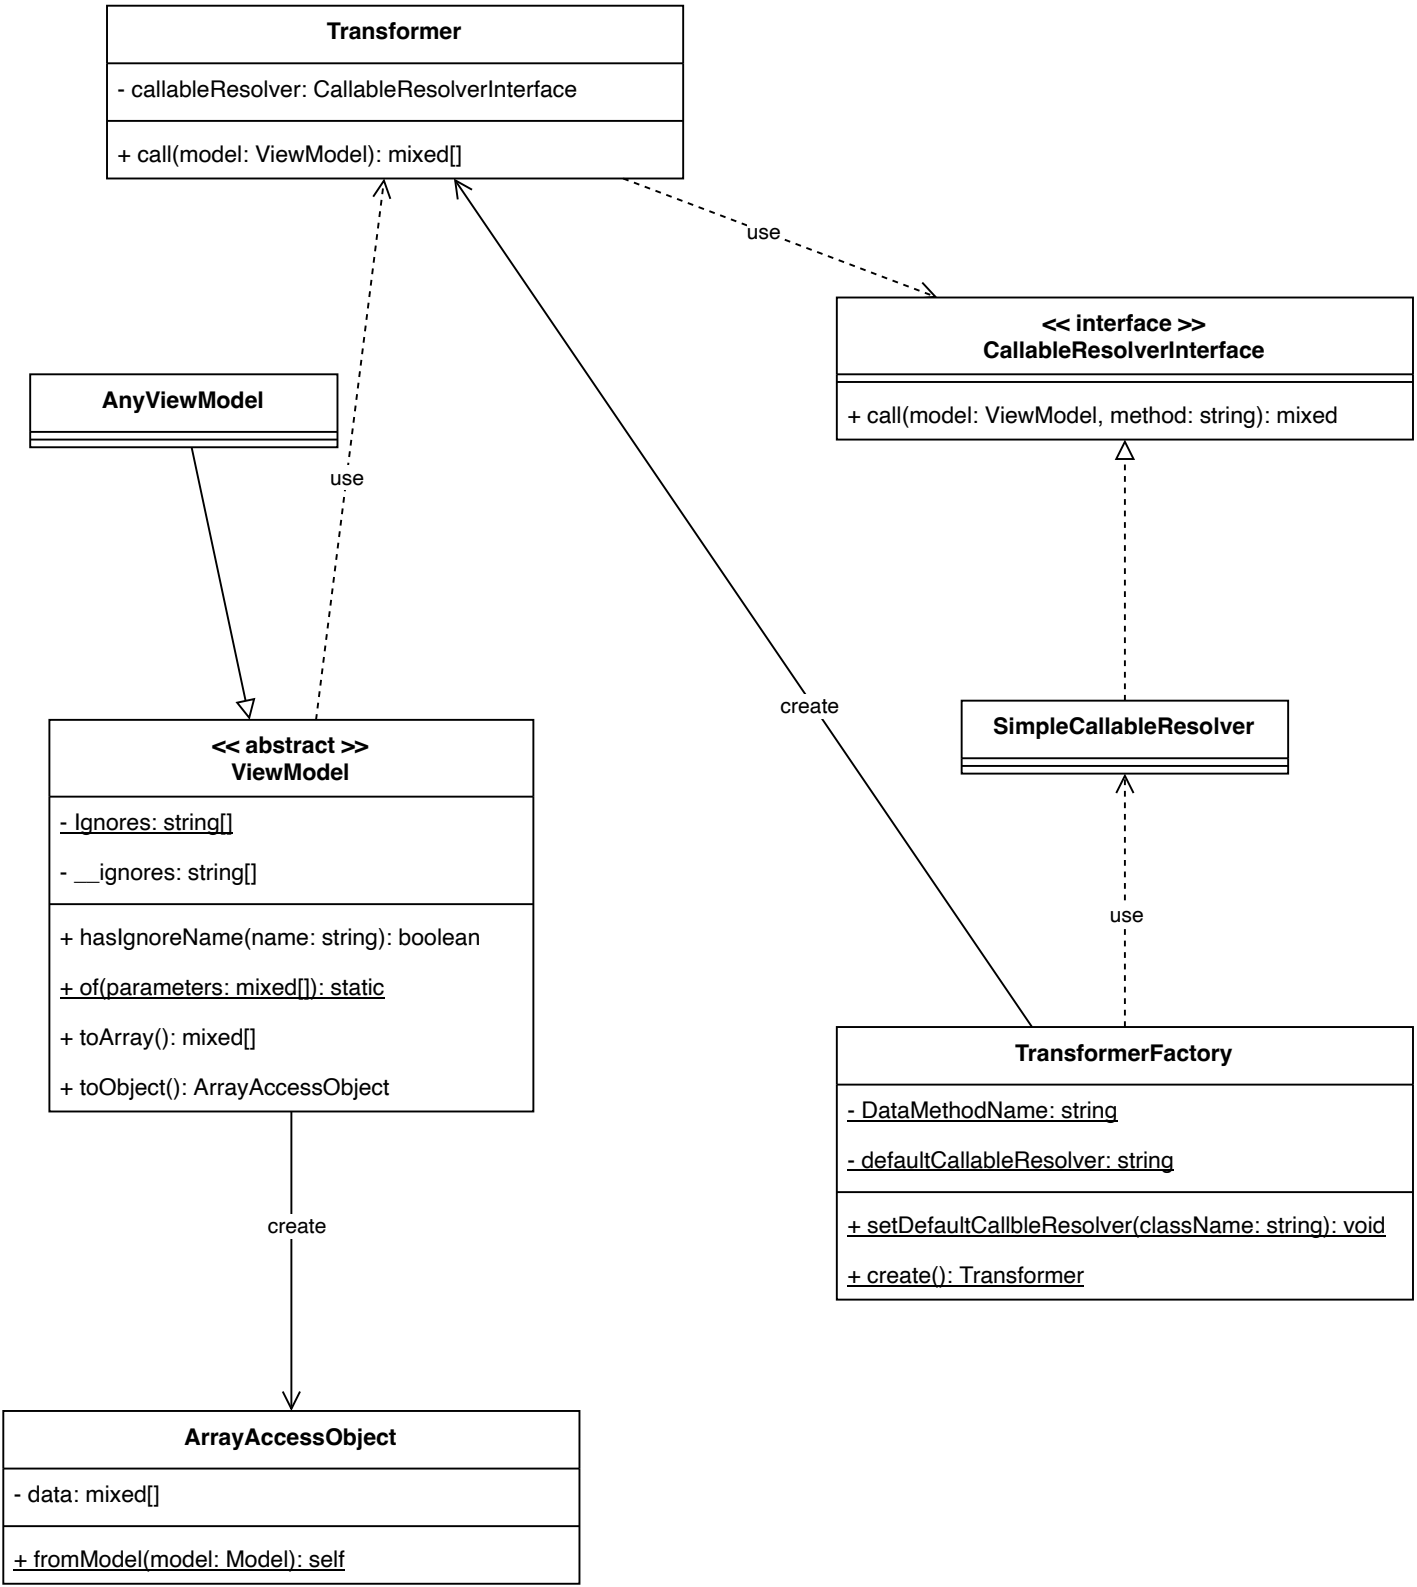 Transformer
- callableResolver: CallableResolverInterface
+ call(model: ViewModel): mixed[]
use
<< interface >>
CallableResolverInterface
+ call(model: ViewModel, method: string): mixed
AnyViewModel
use
create
SimpleCallableResolver
<< abstract >>
ViewModel
- Ignores: string[]
- __ignores: string[]
+ hasIgnoreName(name: string): boolean
+ of(parameters: mixed[]): static
+ toArray(): mixed[]
+ toObject(): ArrayAccessObject
use
TransformerFactory
- DataMethodName: string
- defaultCallableResolver: string
+ setDefaultCallbleResolver(className: string): void
+ create(): Transformer
create
ArrayAccessObject
- data: mixed[]
+ fromModel(model: Model): self